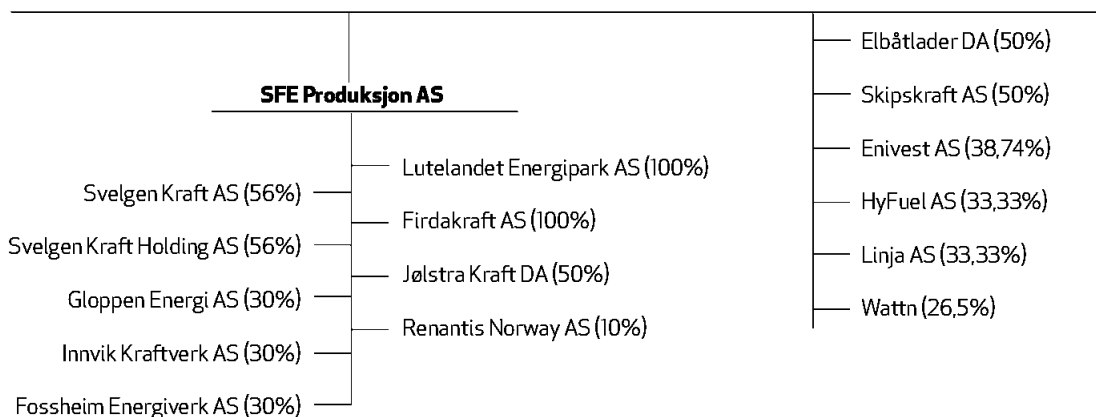 SFE Produksjon AS
Svelgen Kraft AS (56%)
Svelgen Kraft Holding AS (56%)
Gloppen Energi AS (30%)
Innvik Kraftverk AS (30%)
Fossheim Energiverk AS (30%)
Lutelandet Energipark AS (100%)
Firdakraft AS (100%)
Jølstra Kraft DA (50%)
Renantis Norway AS (10%)
Elbåtlader DA (50%)
Skipskraft AS (50%)
Enivest AS (38,74%)
HyFuel AS (33,33%)
Linja AS (33,33%)
Wattn (26,5%)